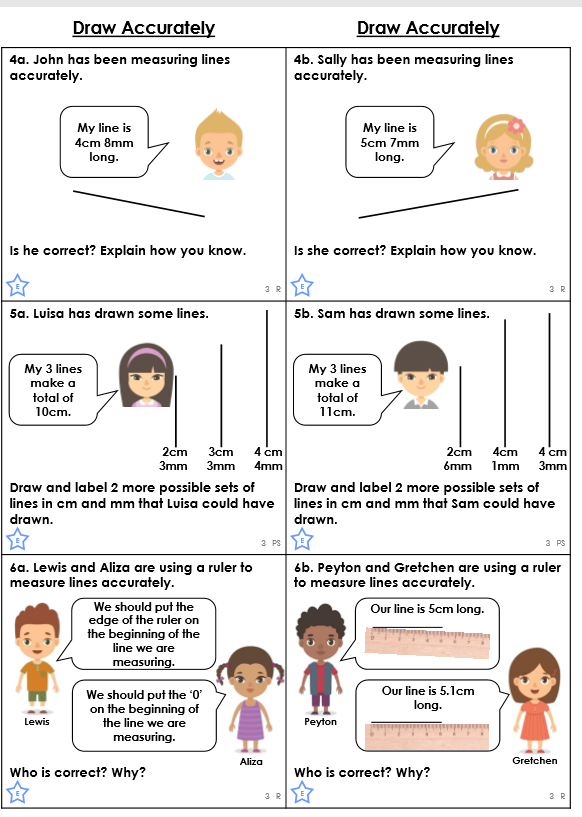 Draw Accurately
Draw Accurately
4a. John has been measuring lines
accurately.
My line is
4cm 8mm
long.
Is he correct? Explain how you know.
E
3 R
4b. Sally has been measuring lines
accurately.
My line is
5cm 7mm
long.
Is she correct? Explain how you know.
E
3 R
5a. Luisa has drawn some lines.
My 3 lines
make a
total of
10cm.
2cm 3cm 4 cm
3mm 3mm 4mm
Draw and label 2 more possible sets of
lines in cm and mm that Luisa could have
drawn.
E
3 PS
5b. Sam has drawn some lines.
My 3 lines
make a
total of
11cm.
2cm 4cm 4 cm
6mm 1mm 3mm
Draw and label 2 more possible sets of
lines in cm and mm that Sam could have
drawn.
E
3 PS
6a. Lewis and Aliza are using a ruler to
measure lines accurately.
We should put the
edge of the ruler on
the beginning of the
line we are
measuring.
Lewis
We should put the ‘0’
on the beginning of
the line we are
measuring.
Aliza
Who is correct? Why?
E
3 R
6b. Peyton and Gretchen are using a ruler
to measure lines accurately.
Our line is 5cm long.
Peyton
Our line is 5.1cm
long.
Gretchen
Who is correct? Why?
E
3 R